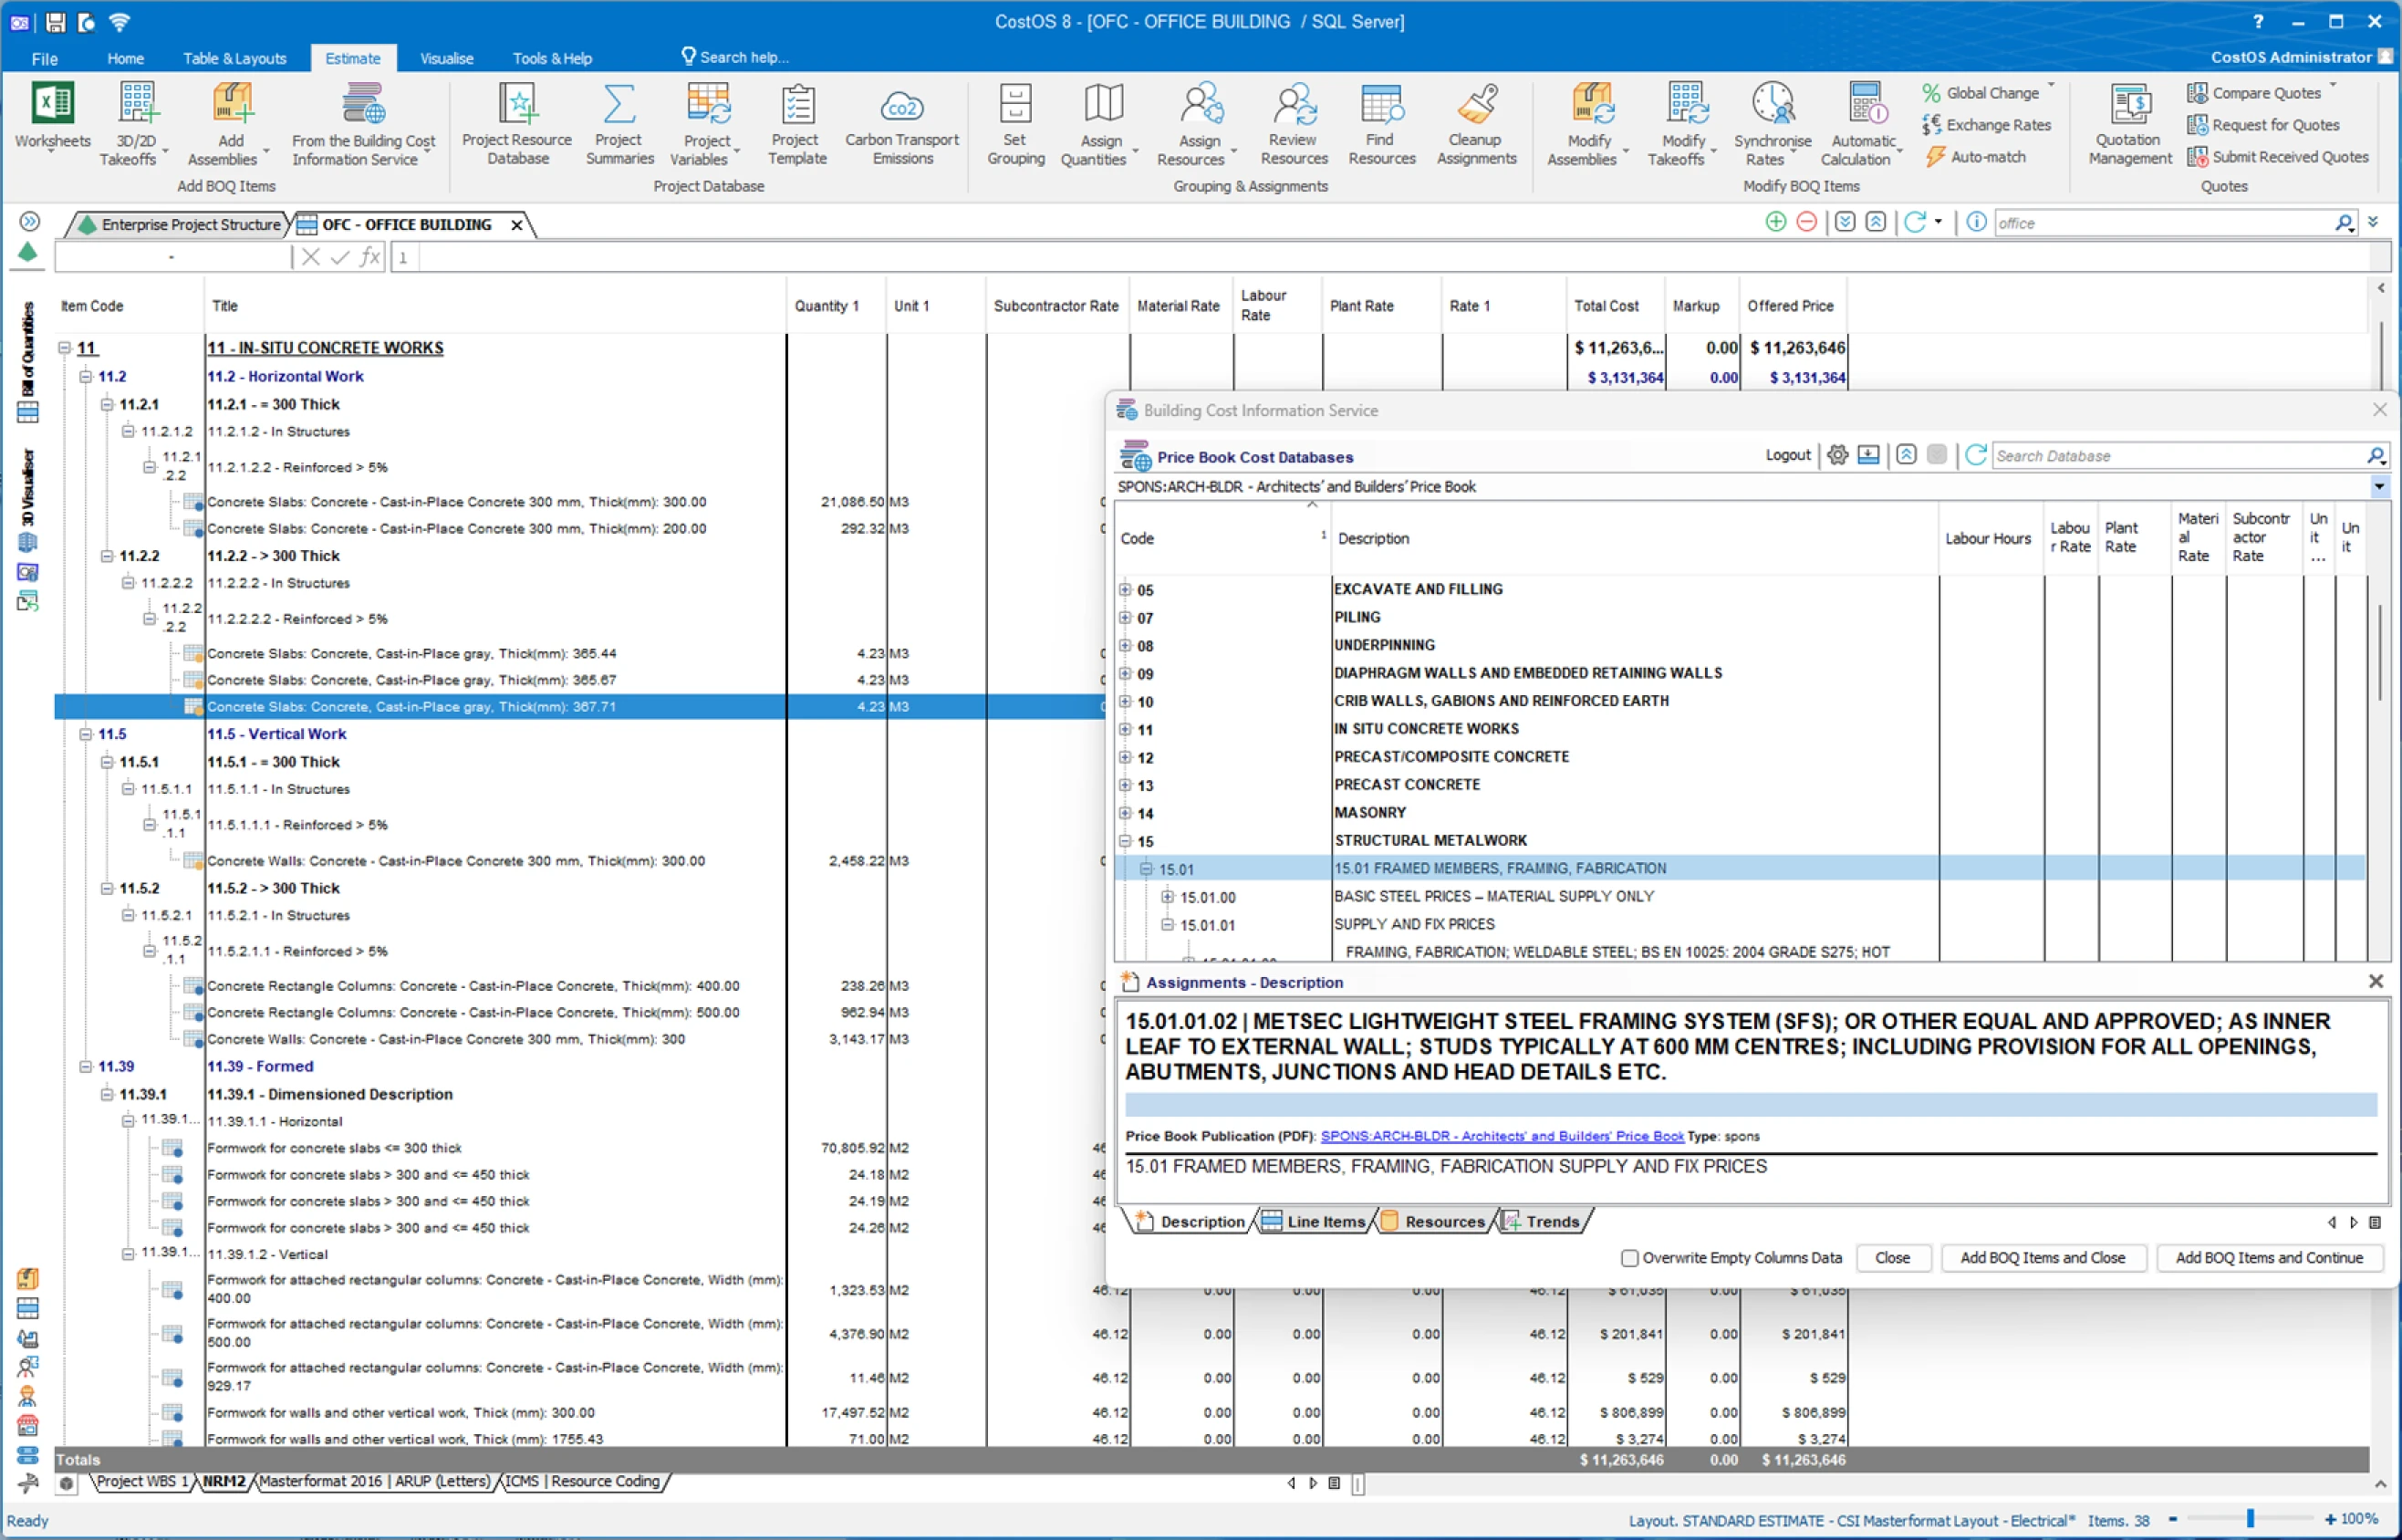 CostOS 8 - [OFC - OFFICE BUILDING / SQL Server]
File Home Table & Layouts Estimate Visualise Tools & Help Search help... CostOS Administrator
Worksheets
3D/2D Takeoffs
Add Assemblies
From the Building Cost Information Service
Add BOQ Items
Project Resource Database
Project Summaries
Project Variables
Project Template
Carbon Transport Emissions
Project Database
Set Grouping
Assign Quantities
Assign Resources
Review Resources
Find Resources
Cleanup Assignments
Grouping & Assignments
Modify Assemblies
Modify Takeoffs
Synchronise Rates
Automatic Calculation
Global Change
Exchange Rates
Auto-match
Modify BOQ Items
Quotation Management
Compare Quotes
Request for Quotes
Submit Received Quotes
Quotes
Enterprise Project Structure OFC - OFFICE BUILDING office
- fx 1
Bill of Quantities
3D Visualiser
Item Code Title Quantity 1 Unit 1 Subcontractor Rate Material Rate Labour Rate Plant Rate Rate 1 Total Cost Markup Offered Price
11 11 - IN-SITU CONCRETE WORKS $ 11,263,6... 0.00 $ 11,263,646
11.2 11.2 - Horizontal Work $ 3,131,364 0.00 $ 3,131,364
11.2.1 11.2.1 - = 300 Thick
11.2.1.2 11.2.1.2 - In Structures
11.2.1.2.2 11.2.1.2.2 - Reinforced > 5%
Concrete Slabs: Concrete - Cast-in-Place Concrete 300 mm, Thick(mm): 300.00 21,086.50 M3
Concrete Slabs: Concrete - Cast-in-Place Concrete 300 mm, Thick(mm): 200.00 292.32 M3
11.2.2 11.2.2 - > 300 Thick
11.2.2.2 11.2.2.2 - In Structures
11.2.2.2.2 11.2.2.2.2 - Reinforced > 5%
Concrete Slabs: Concrete, Cast-in-Place gray, Thick(mm): 365.44 4.23 M3
Concrete Slabs: Concrete, Cast-in-Place gray, Thick(mm): 365.67 4.23 M3
Concrete Slabs: Concrete, Cast-in-Place gray, Thick(mm): 367.71 4.23 M3
11.5 11.5 - Vertical Work
11.5.1 11.5.1 - = 300 Thick
11.5.1.1 11.5.1.1 - In Structures
11.5.1.1.1 11.5.1.1.1 - Reinforced > 5%
Concrete Walls: Concrete - Cast-in-Place Concrete 300 mm, Thick(mm): 300.00 2,458.22 M3
11.5.2 11.5.2 - > 300 Thick
11.5.2.1 11.5.2.1 - In Structures
11.5.2.1.1 11.5.2.1.1 - Reinforced > 5%
Concrete Rectangle Columns: Concrete - Cast-in-Place Concrete, Thick(mm): 400.00 238.26 M3
Concrete Rectangle Columns: Concrete - Cast-in-Place Concrete, Thick(mm): 500.00 962.94 M3
Concrete Walls: Concrete - Cast-in-Place Concrete 300 mm, Thick(mm): 300 3,143.17 M3
11.39 11.39 - Formed
11.39.1 11.39.1 - Dimensioned Description
11.39.1... 11.39.1.1 - Horizontal
Formwork for concrete slabs <= 300 thick 70,805.92 M2 46
Formwork for concrete slabs > 300 and <= 450 thick 24.18 M2 46
Formwork for concrete slabs > 300 and <= 450 thick 24.19 M2 46
Formwork for concrete slabs > 300 and <= 450 thick 24.26 M2 46
11.39.1... 11.39.1.2 - Vertical
Formwork for attached rectangular columns: Concrete - Cast-in-Place Concrete, Width (mm): 400.00 1,323.53 M2 46.12 0.00 0.00 0.00 46.12 $ 61,035 0.00 $ 61,035
Formwork for attached rectangular columns: Concrete - Cast-in-Place Concrete, Width (mm): 500.00 4,376.90 M2 46.12 0.00 0.00 0.00 46.12 $ 201,841 0.00 $ 201,841
Formwork for attached rectangular columns: Concrete - Cast-in-Place Concrete, Width (mm): 929.17 11.46 M2 46.12 0.00 0.00 0.00 46.12 $ 529 0.00 $ 529
Formwork for walls and other vertical work, Thick (mm): 300.00 17,497.52 M2 46.12 0.00 0.00 0.00 46.12 $ 806,899 0.00 $ 806,899
Formwork for walls and other vertical work, Thick (mm): 1755.43 71.00 M2 46.12 0.00 0.00 0.00 46.12 $ 3,274 0.00 $ 3,274
Totals $ 11,263,646 0.00 $ 11,263,646
Project WBS 1 NRM2 Masterformat 2016 | ARUP (Letters) ICMS | Resource Coding
Ready Layout. STANDARD ESTIMATE - CSI Masterformat Layout - Electrical* Items. 38 - + 100%
Building Cost Information Service
Price Book Cost Databases Logout Search Database
SPONS:ARCH-BLDR - Architects' and Builders' Price Book
Code 1 Description Labour Hours Labour Rate Plant Rate Material Rate Subcontractor Rate Unit ... Unit
05 EXCAVATE AND FILLING
07 PILING
08 UNDERPINNING
09 DIAPHRAGM WALLS AND EMBEDDED RETAINING WALLS
10 CRIB WALLS, GABIONS AND REINFORCED EARTH
11 IN SITU CONCRETE WORKS
12 PRECAST/COMPOSITE CONCRETE
13 PRECAST CONCRETE
14 MASONRY
15 STRUCTURAL METALWORK
15.01 15.01 FRAMED MEMBERS, FRAMING, FABRICATION
15.01.00 BASIC STEEL PRICES – MATERIAL SUPPLY ONLY
15.01.01 SUPPLY AND FIX PRICES
FRAMING, FABRICATION; WELDABLE STEEL; BS EN 10025: 2004 GRADE S275; HOT
Assignments - Description
15.01.01.02 | METSEC LIGHTWEIGHT STEEL FRAMING SYSTEM (SFS); OR OTHER EQUAL AND APPROVED; AS INNER
LEAF TO EXTERNAL WALL; STUDS TYPICALLY AT 600 MM CENTRES; INCLUDING PROVISION FOR ALL OPENINGS,
ABUTMENTS, JUNCTIONS AND HEAD DETAILS ETC.
Price Book Publication (PDF): SPONS:ARCH-BLDR - Architects' and Builders' Price Book Type: spons
15.01 FRAMED MEMBERS, FRAMING, FABRICATION SUPPLY AND FIX PRICES
Description Line Items Resources Trends
Overwrite Empty Columns Data Close Add BOQ Items and Close Add BOQ Items and Continue